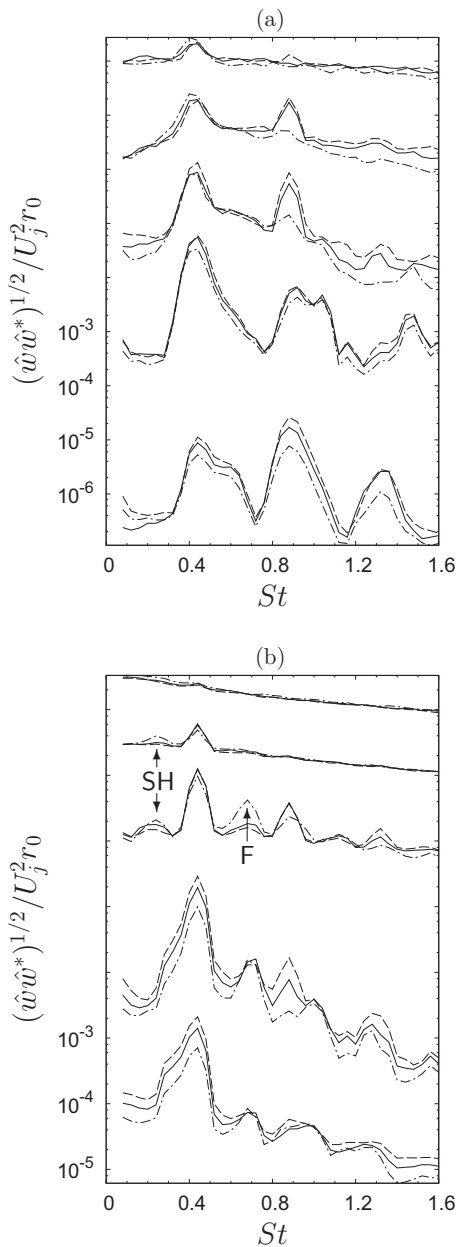 (a)
(ŵŵ*)^{1/2}/U_j^2 r_0
10^{-3}
10^{-4}
10^{-5}
10^{-6}
0 0.4 0.8 1.2 1.6
St
(b)
SH
F
(ŵŵ*)^{1/2}/U_j^2 r_0
10^{-3}
10^{-4}
10^{-5}
0 0.4 0.8 1.2 1.6
St